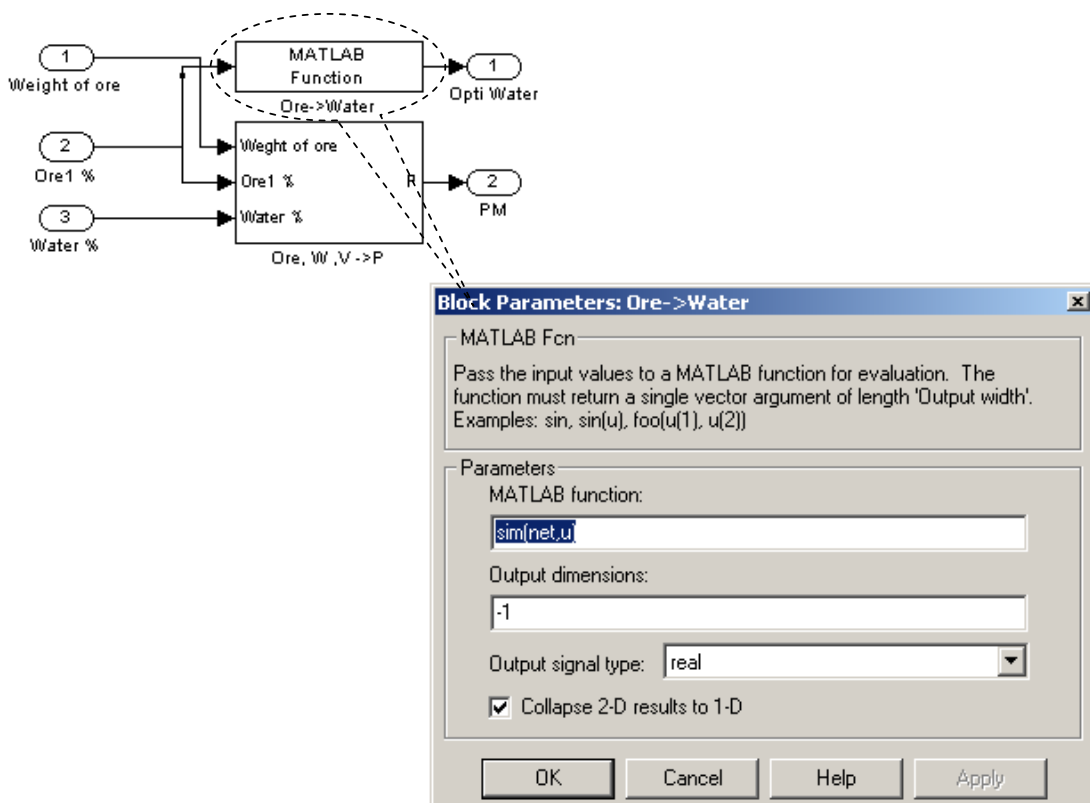 1
Weight of ore
MATLAB
Function
Ore->Water
1
Opti Water
2
Ore1 %
3
Water %
Weght of ore
Ore1 %
Water %
R
Ore, W ,V ->P
2
PM
Block Parameters: Ore->Water
MATLAB Fcn
Pass the input values to a MATLAB function for evaluation. The
function must return a single vector argument of length 'Output width'.
Examples: sin, sin(u), foo(u(1), u(2))
Parameters
MATLAB function:
sim(net,u)
Output dimensions:
-1
Output signal type: real
Collapse 2-D results to 1-D
OK Cancel Help Apply